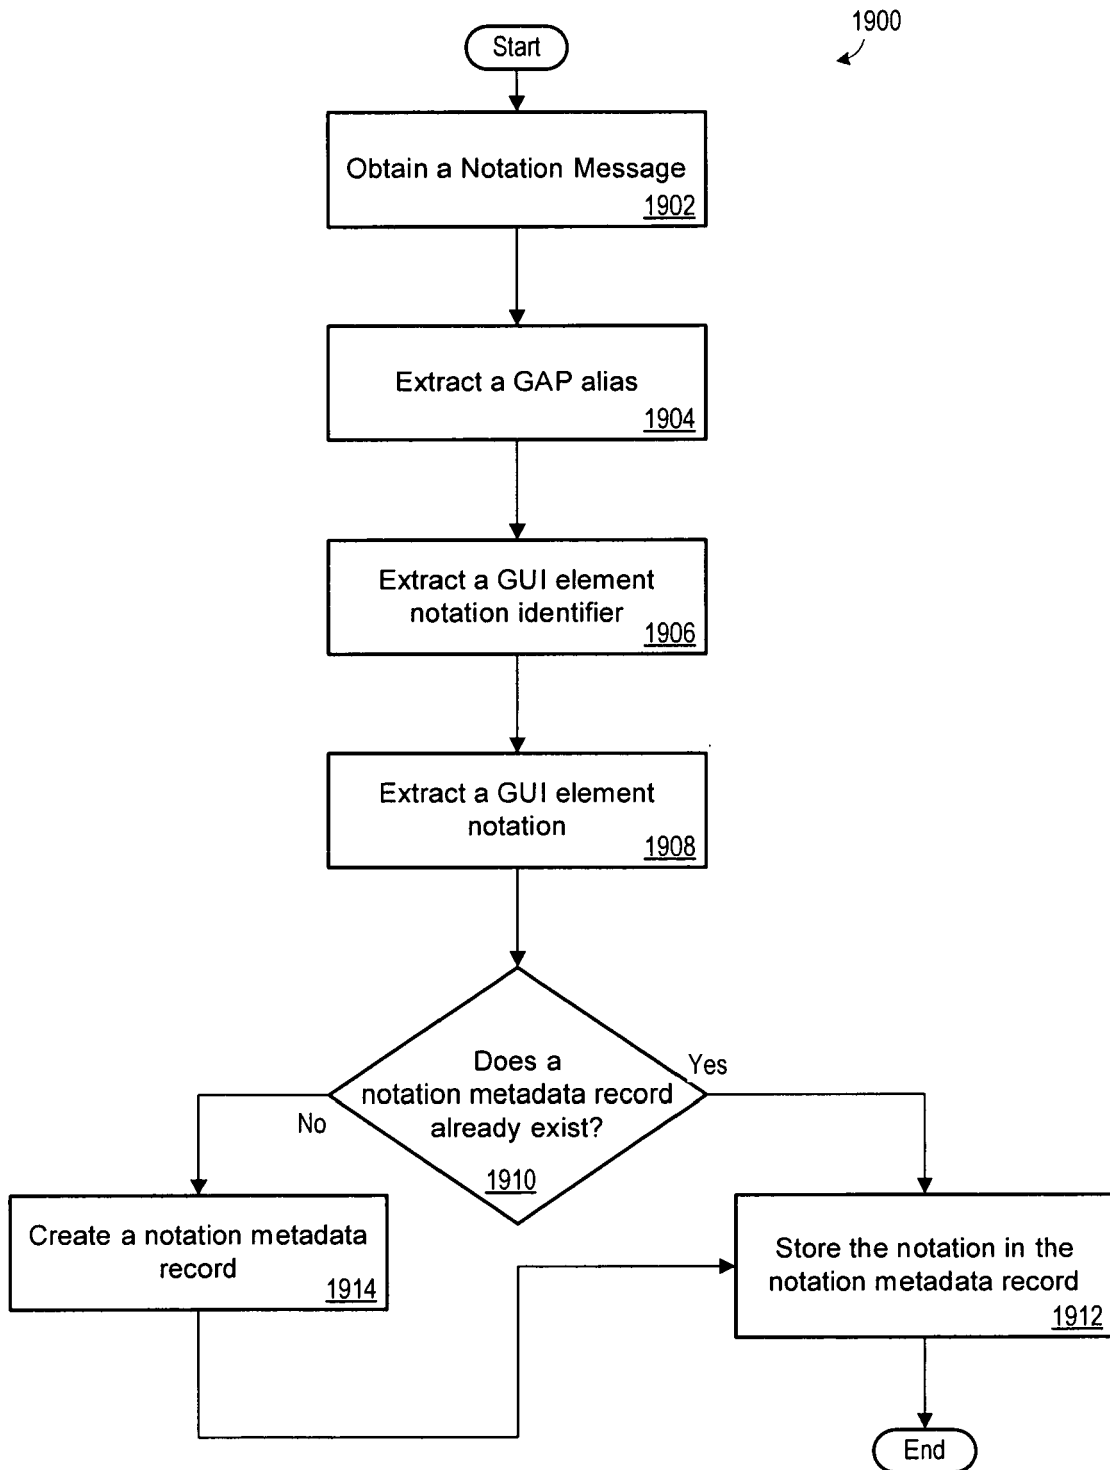 1900
Start
Obtain a Notation Message
1902
Extract a GAP alias
1904
Extract a GUI element
notation identifier
1906
Extract a GUI element
notation
1908
Does a
notation metadata record
already exist?
1910
Yes
No
Create a notation metadata
record
1914
Store the notation in the
notation metadata record
1912
End